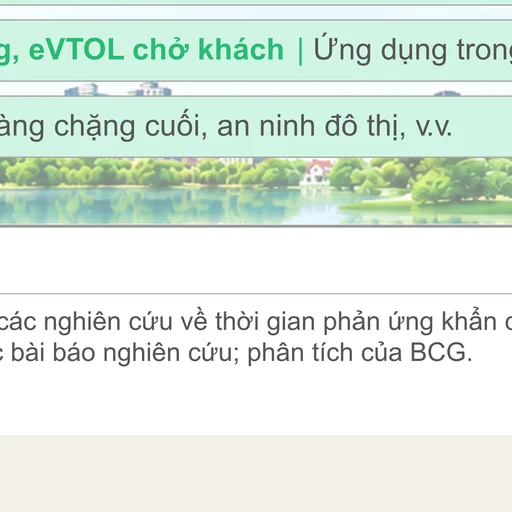 g, eVTOL chở khách | Ứng dụng trong
àng chặng cuối, an ninh đô thị, v.v.
các nghiên cứu về thời gian phản ứng khẩn c
c bài báo nghiên cứu; phân tích của BCG.